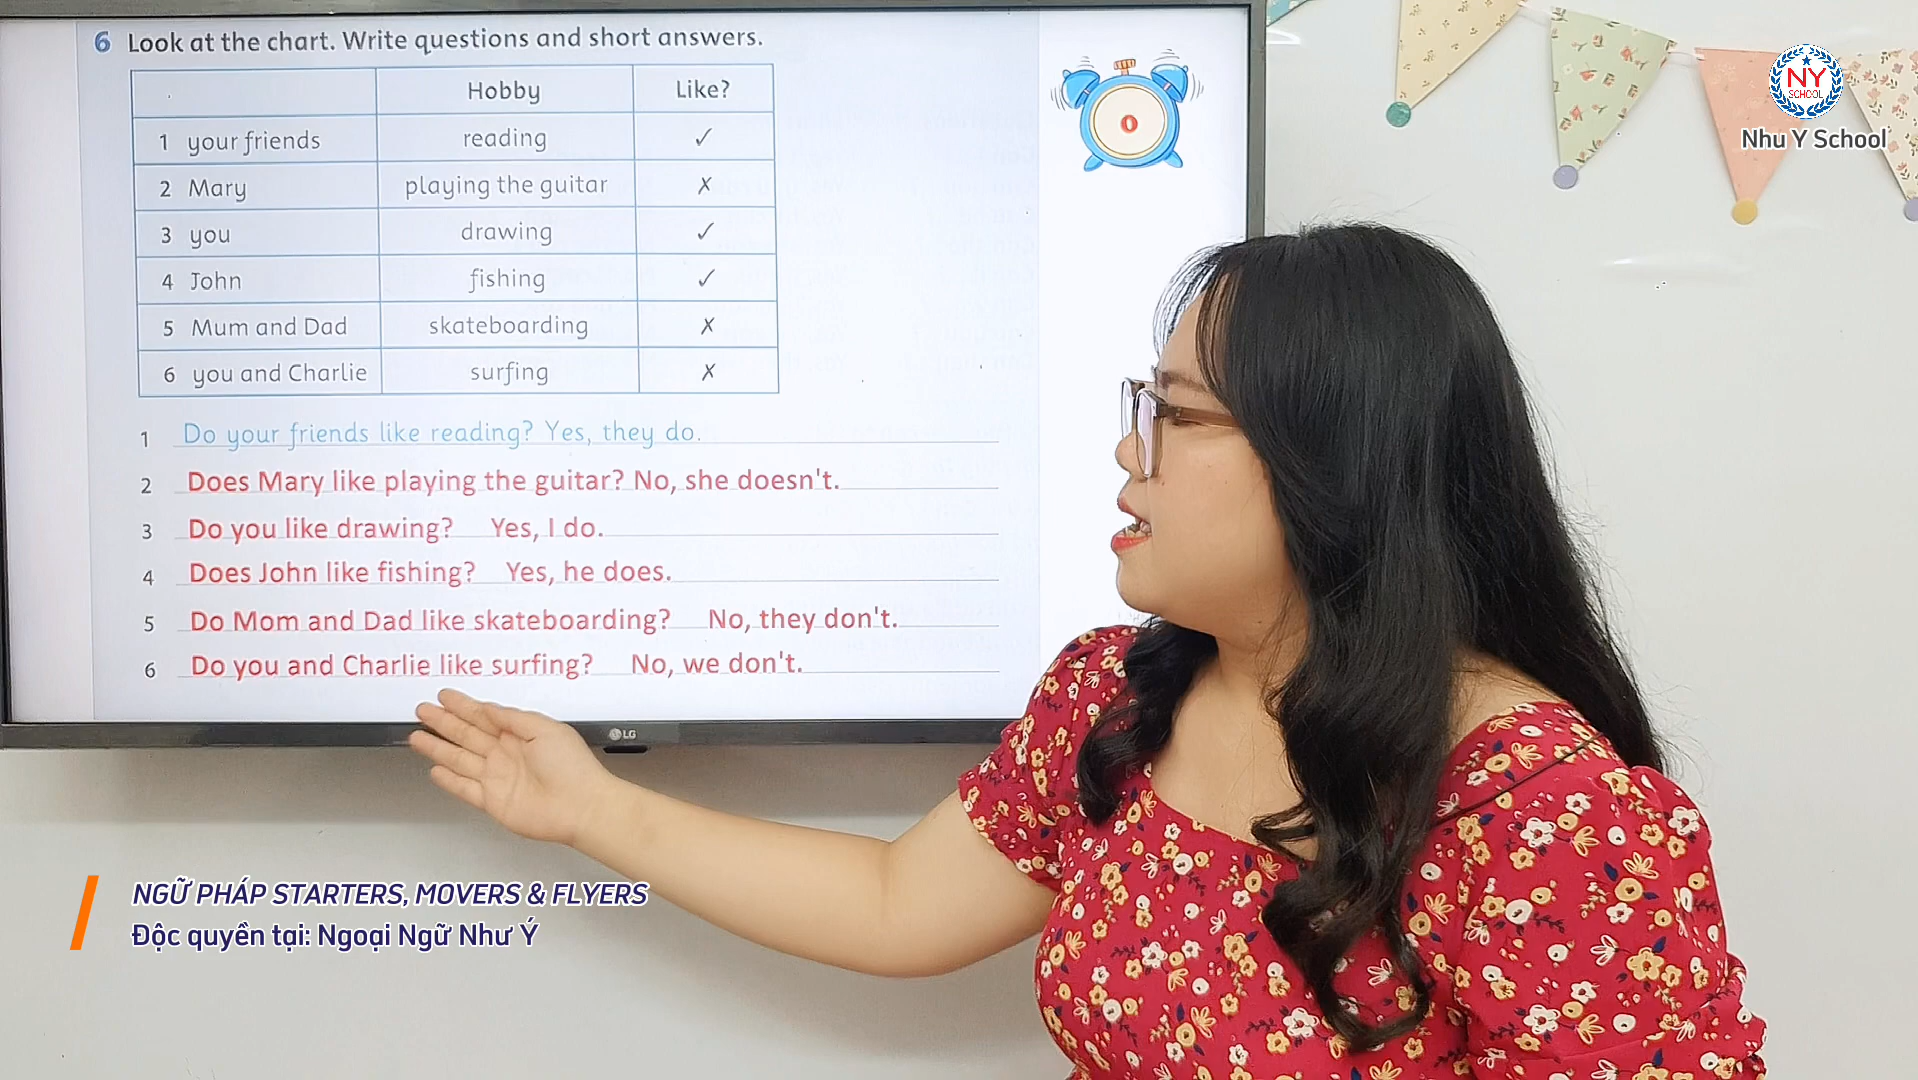 6 Look at the chart. Write questions and short answers.
Hobby Like?
1 your friends reading ✓
2 Mary playing the guitar ✗
3 you drawing ✓
4 John fishing ✓
5 Mum and Dad skateboarding ✗
6 you and Charlie surfing ✗
1 Do your friends like reading? Yes, they do.
2 Does Mary like playing the guitar? No, she doesn't.
3 Do you like drawing? Yes, I do.
4 Does John like fishing? Yes, he does.
5 Do Mom and Dad like skateboarding? No, they don't.
6 Do you and Charlie like surfing? No, we don't.
0
LG
NY
SCHOOL
Nhu Y School
NGỮ PHÁP STARTERS, MOVERS & FLYERS
Độc quyền tại: Ngoại Ngữ Như Ý